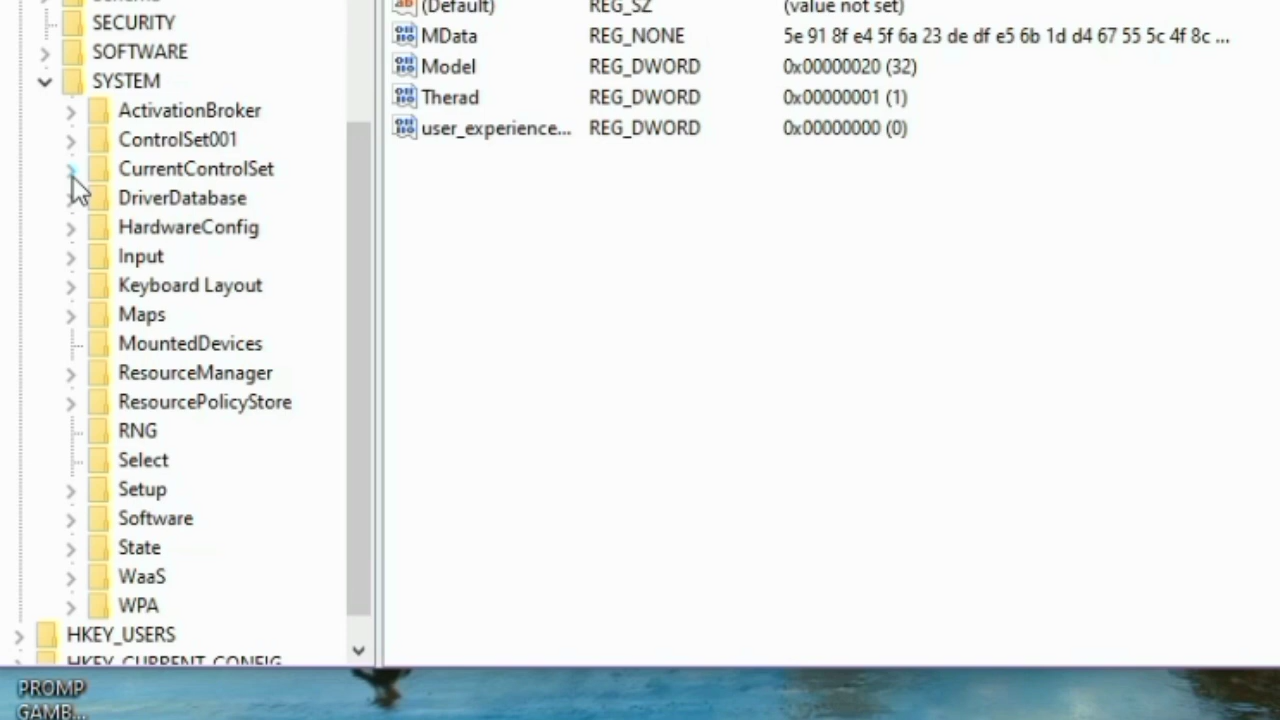 SECURITY
SOFTWARE
SYSTEM
ActivationBroker
ControlSet001
CurrentControlSet
DriverDatabase
HardwareConfig
Input
Keyboard Layout
Maps
MountedDevices
ResourceManager
ResourcePolicyStore
RNG
Select
Setup
Software
State
WaaS
WPA
HKEY_USERS
HKEY_CURRENT_CONFIG
(Default) REG_SZ (value not set)
MData REG_NONE 5e 91 8f e4 5f 6a 23 de df e5 6b 1d d4 67 55 5c 4f 8c ...
Model REG_DWORD 0x00000020 (32)
Therad REG_DWORD 0x00000001 (1)
user_experience... REG_DWORD 0x00000000 (0)
PROMP
GAMB...